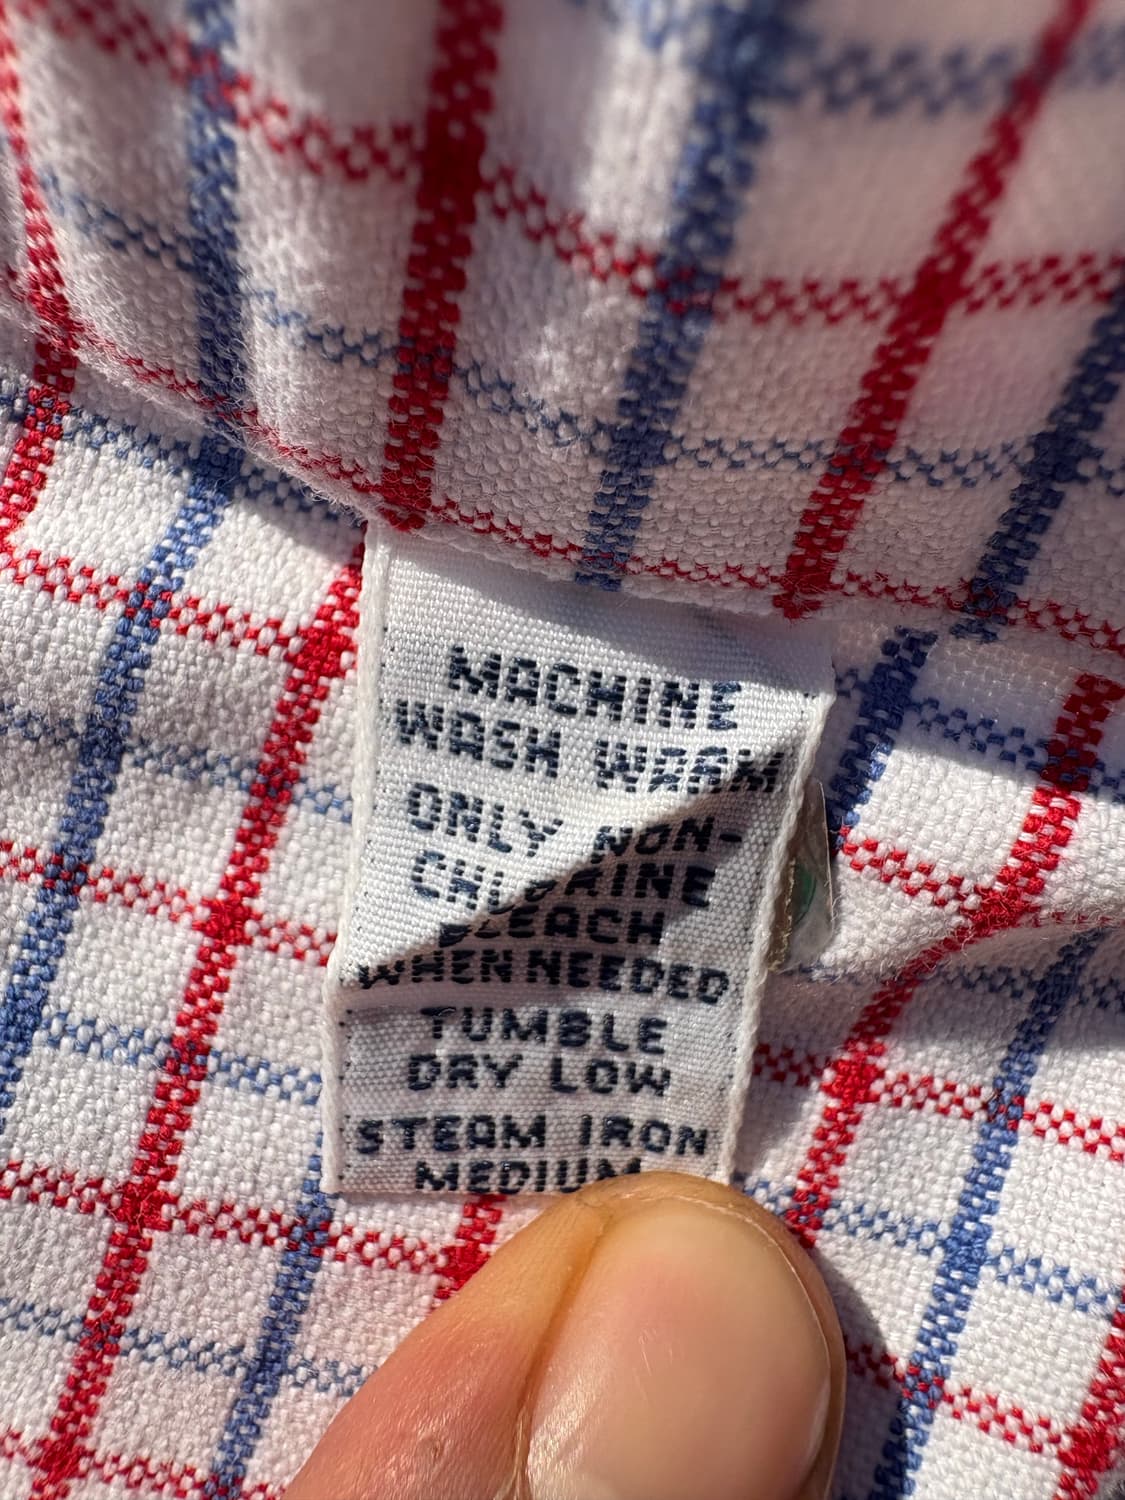 MACHINE
WASH WARM
ONLY NON-
CHLORINE
BLEACH
WHEN NEEDED
TUMBLE
DRY LOW
STEAM IRON
MEDIUM